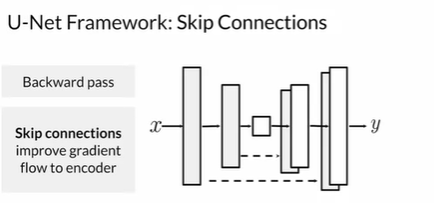 U-Net Framework: Skip Connections
Backward pass
Skip connections
improve gradient
flow to encoder
x
y